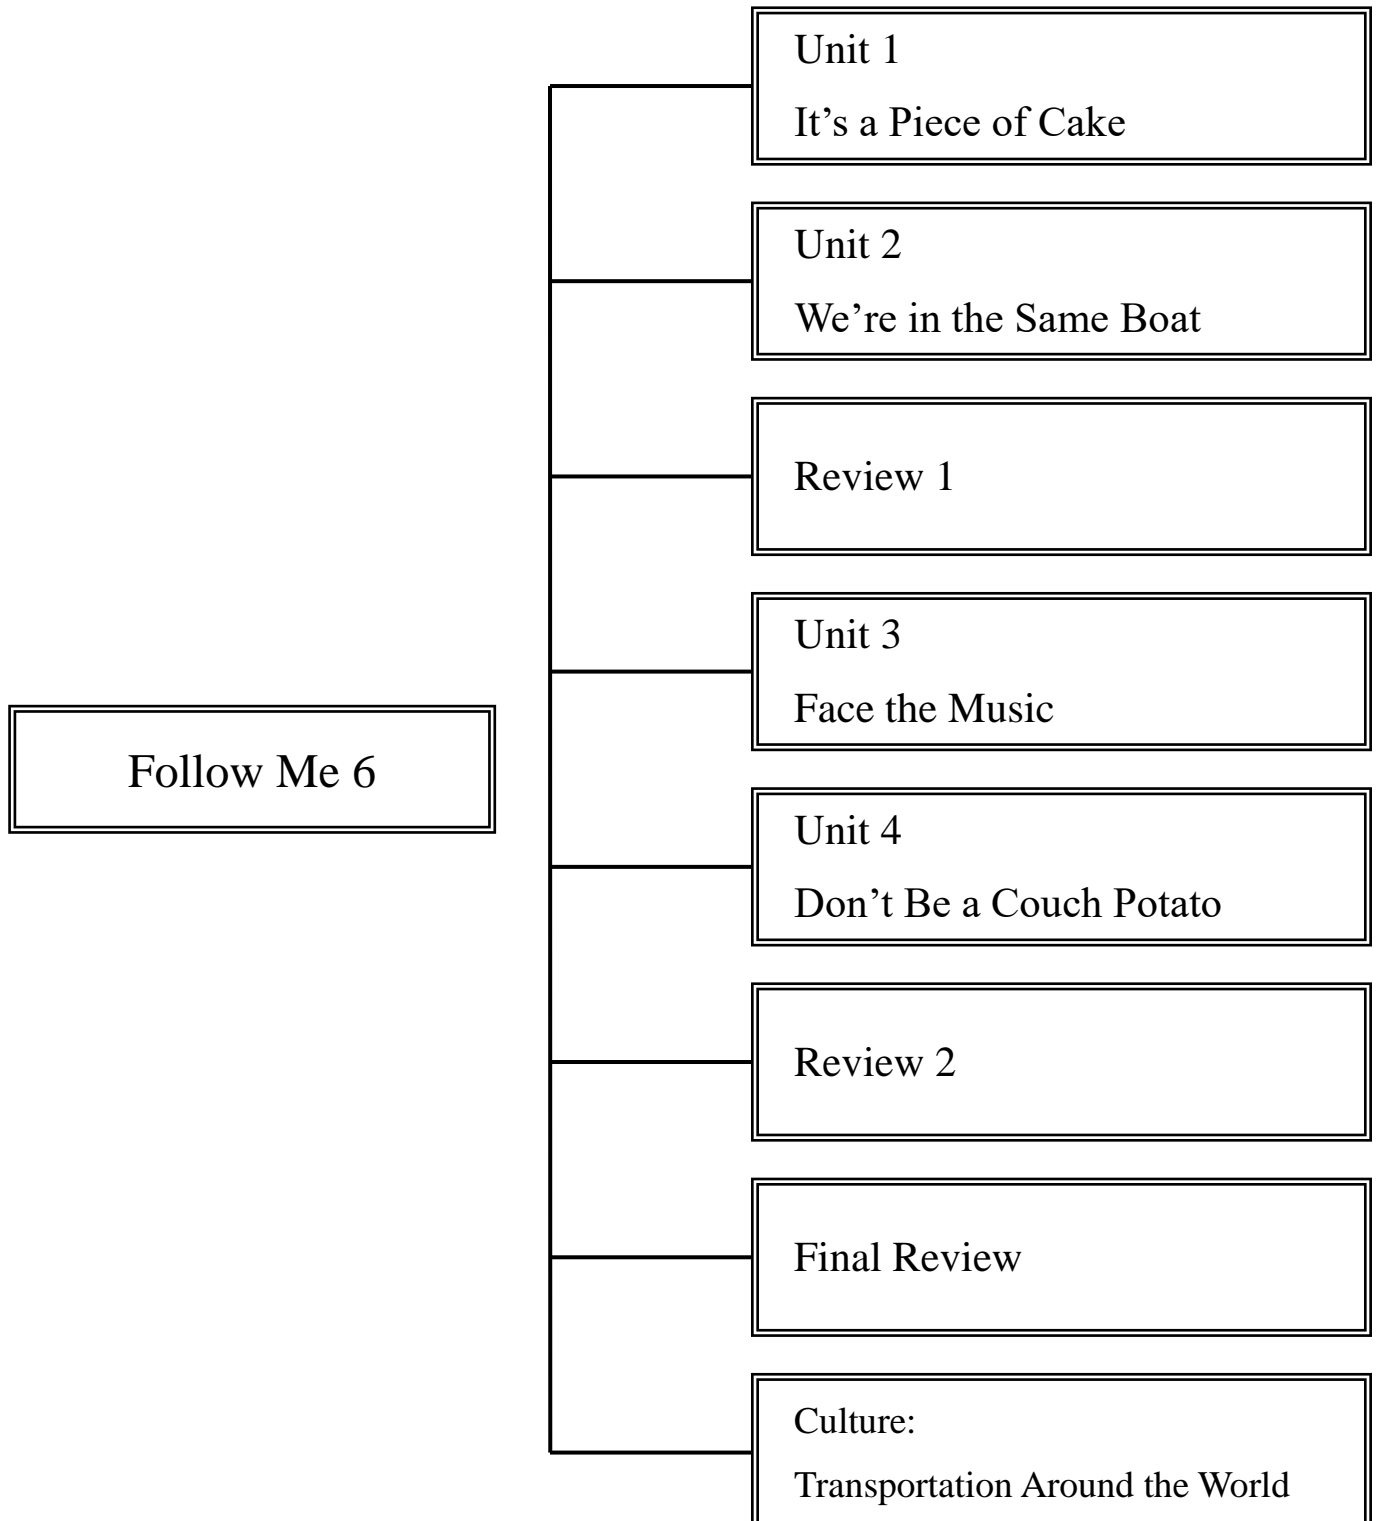 Follow Me 6
Unit 1
It’s a Piece of Cake
Unit 2
We’re in the Same Boat
Review 1
Unit 3
Face the Music
Unit 4
Don’t Be a Couch Potato
Review 2
Final Review
Culture:
Transportation Around the World